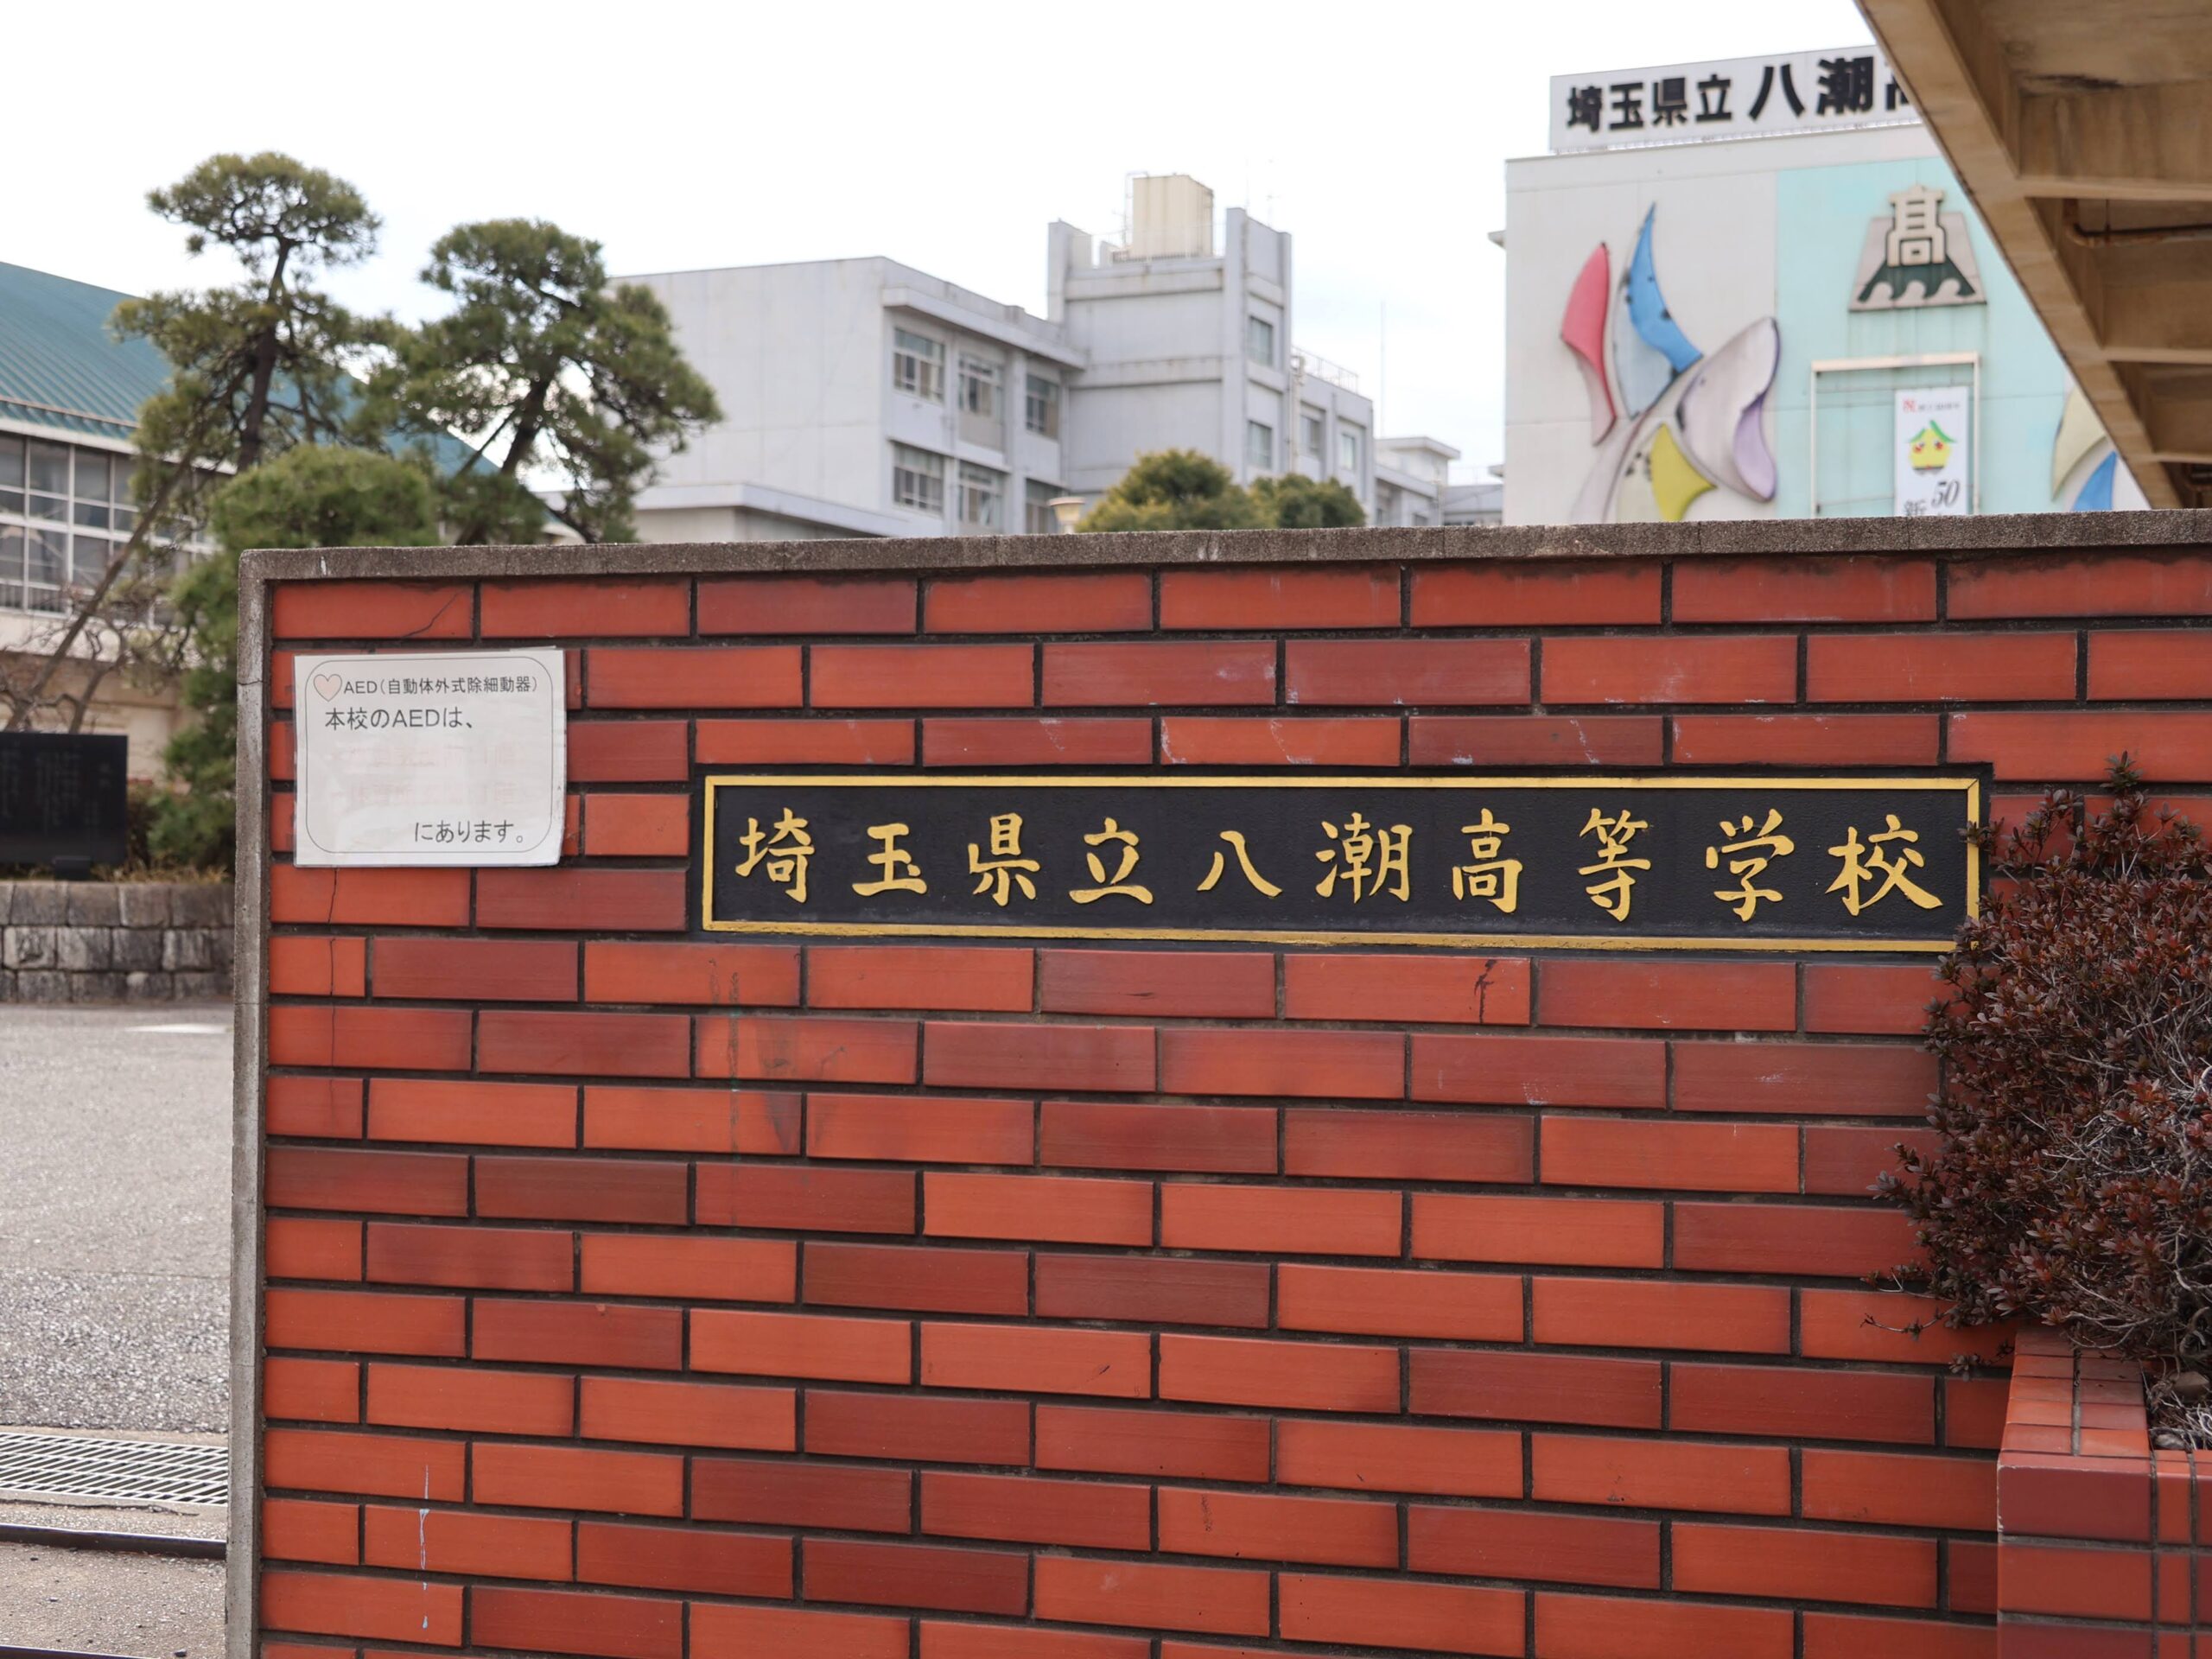 埼玉県立八潮高
高
50
AED(自動体外式除細動器)
本校のAEDは、
にあります。
埼玉県立八潮高等学校